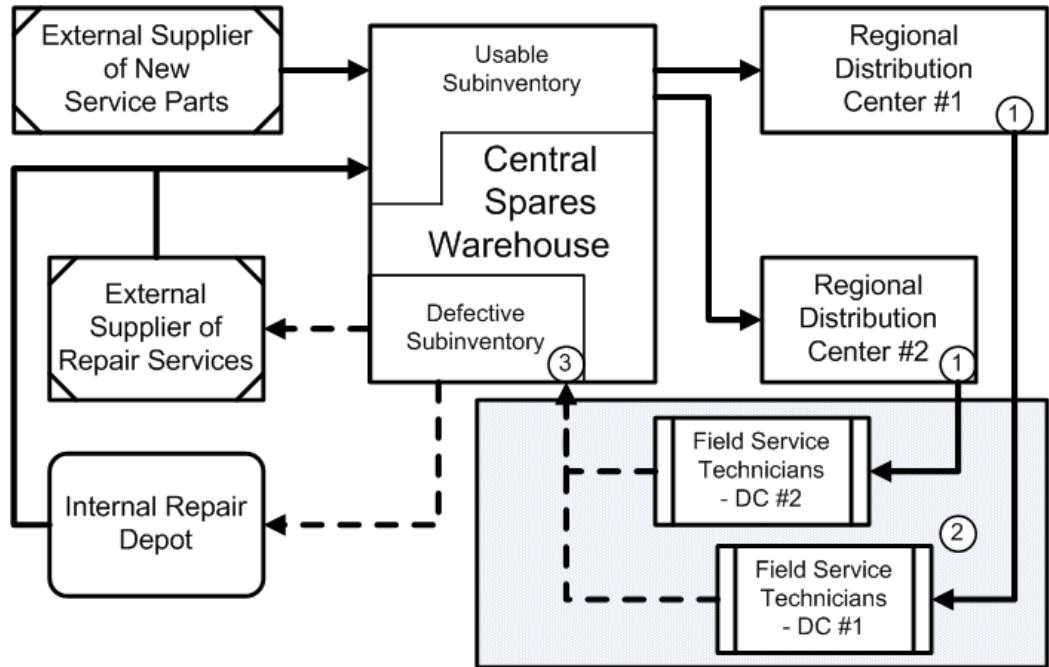 External Supplier
of New
Service Parts
Usable
Subinventory
Regional
Distribution
Center #1
1
Central
Spares
Warehouse
External
Supplier of
Repair Services
Defective
Subinventory
3
Regional
Distribution
Center #2
1
Internal Repair
Depot
Field Service
Technicians
- DC #2
2
Field Service
Technicians
- DC #1